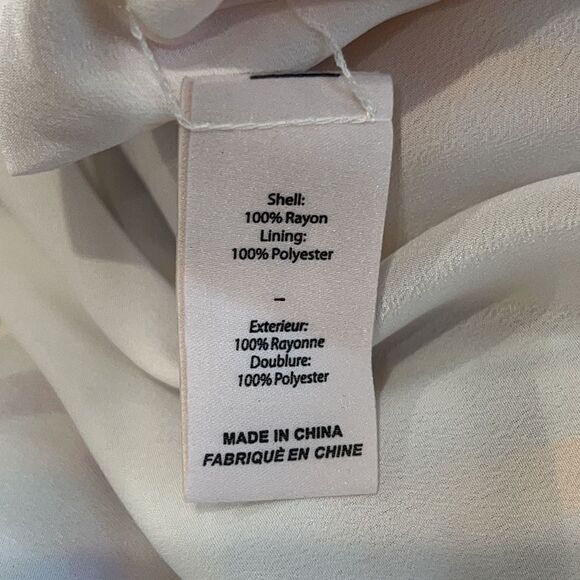 Shell:
100% Rayon
Lining:
100% Polyester
–
Exterieur:
100% Rayonne
Doublure:
100% Polyester
MADE IN CHINA
FABRIQUÈ EN CHINE